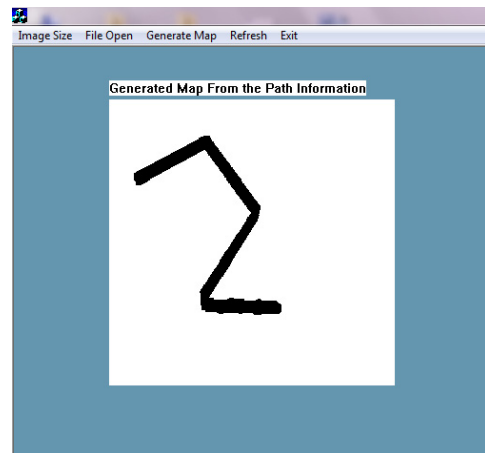 Image Size File Open Generate Map Refresh Exit
Generated Map From the Path Information